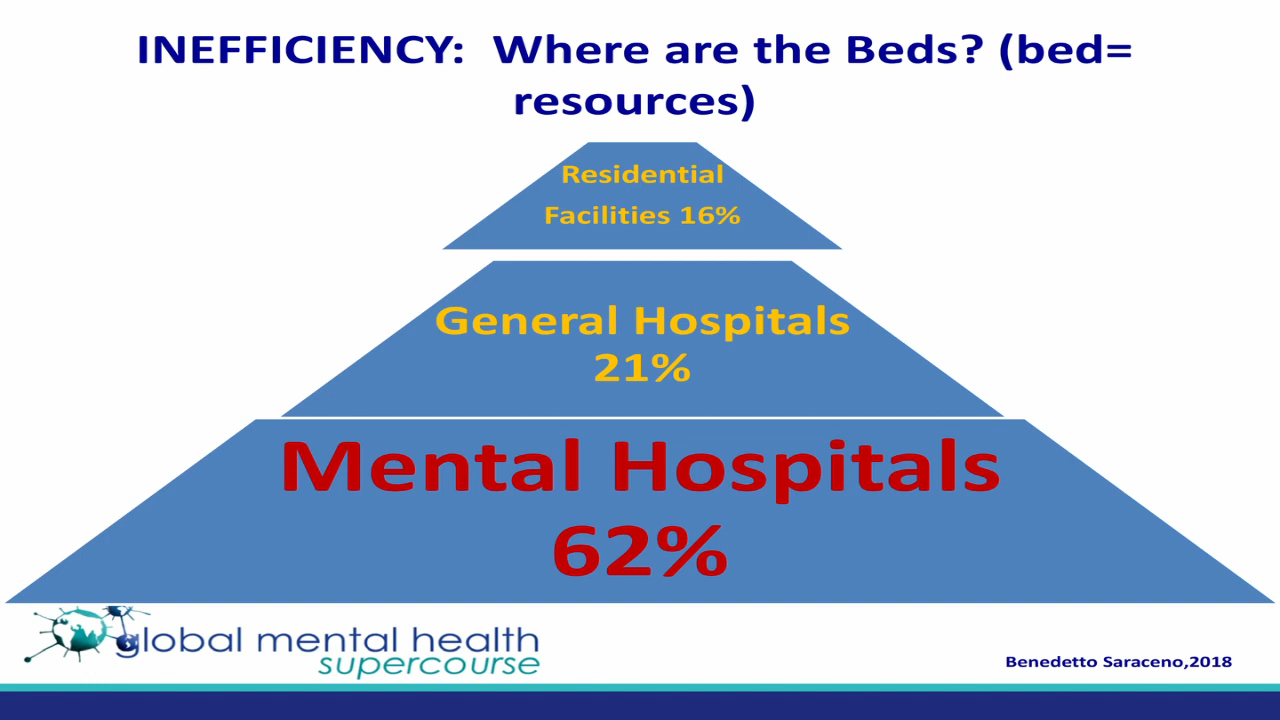 INEFFICIENCY:  Where are the Beds? (bed=
resources)
Residential
Facilities 16%
General Hospitals
21%
Mental Hospitals
62%
global mental health
supercourse
Benedetto Saraceno,2018